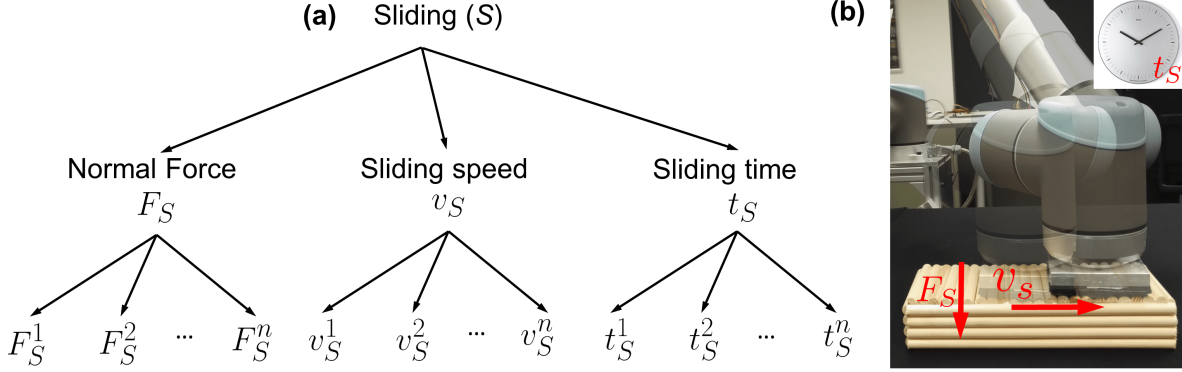 (a)
Sliding (S)
(b)
t_S
Normal Force
Sliding speed
Sliding time
F_S
v_S
t_S
F_S^1
F_S^2
...
F_S^n
v_S^1
v_S^2
...
v_S^n
t_S^1
t_S^2
...
t_S^n
F_S
v_s